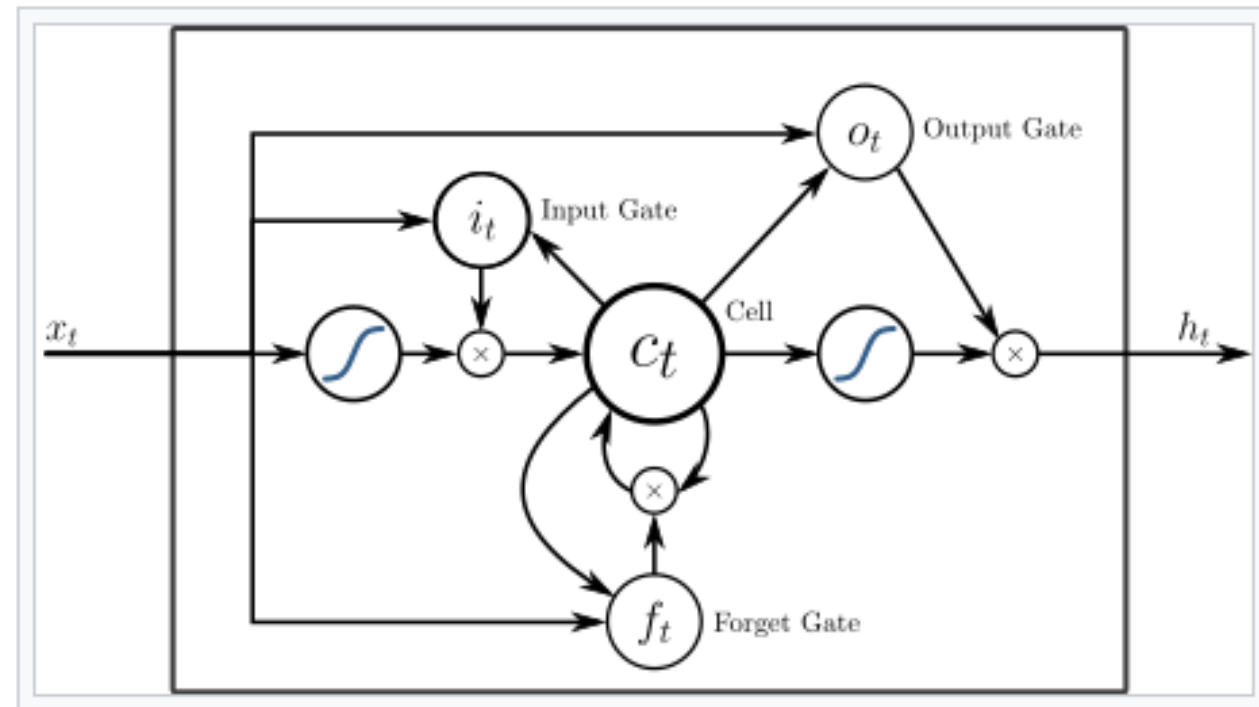 o_t Output Gate
i_t Input Gate
Cell
x_t
×
c_t
×
h_t
×
f_t Forget Gate